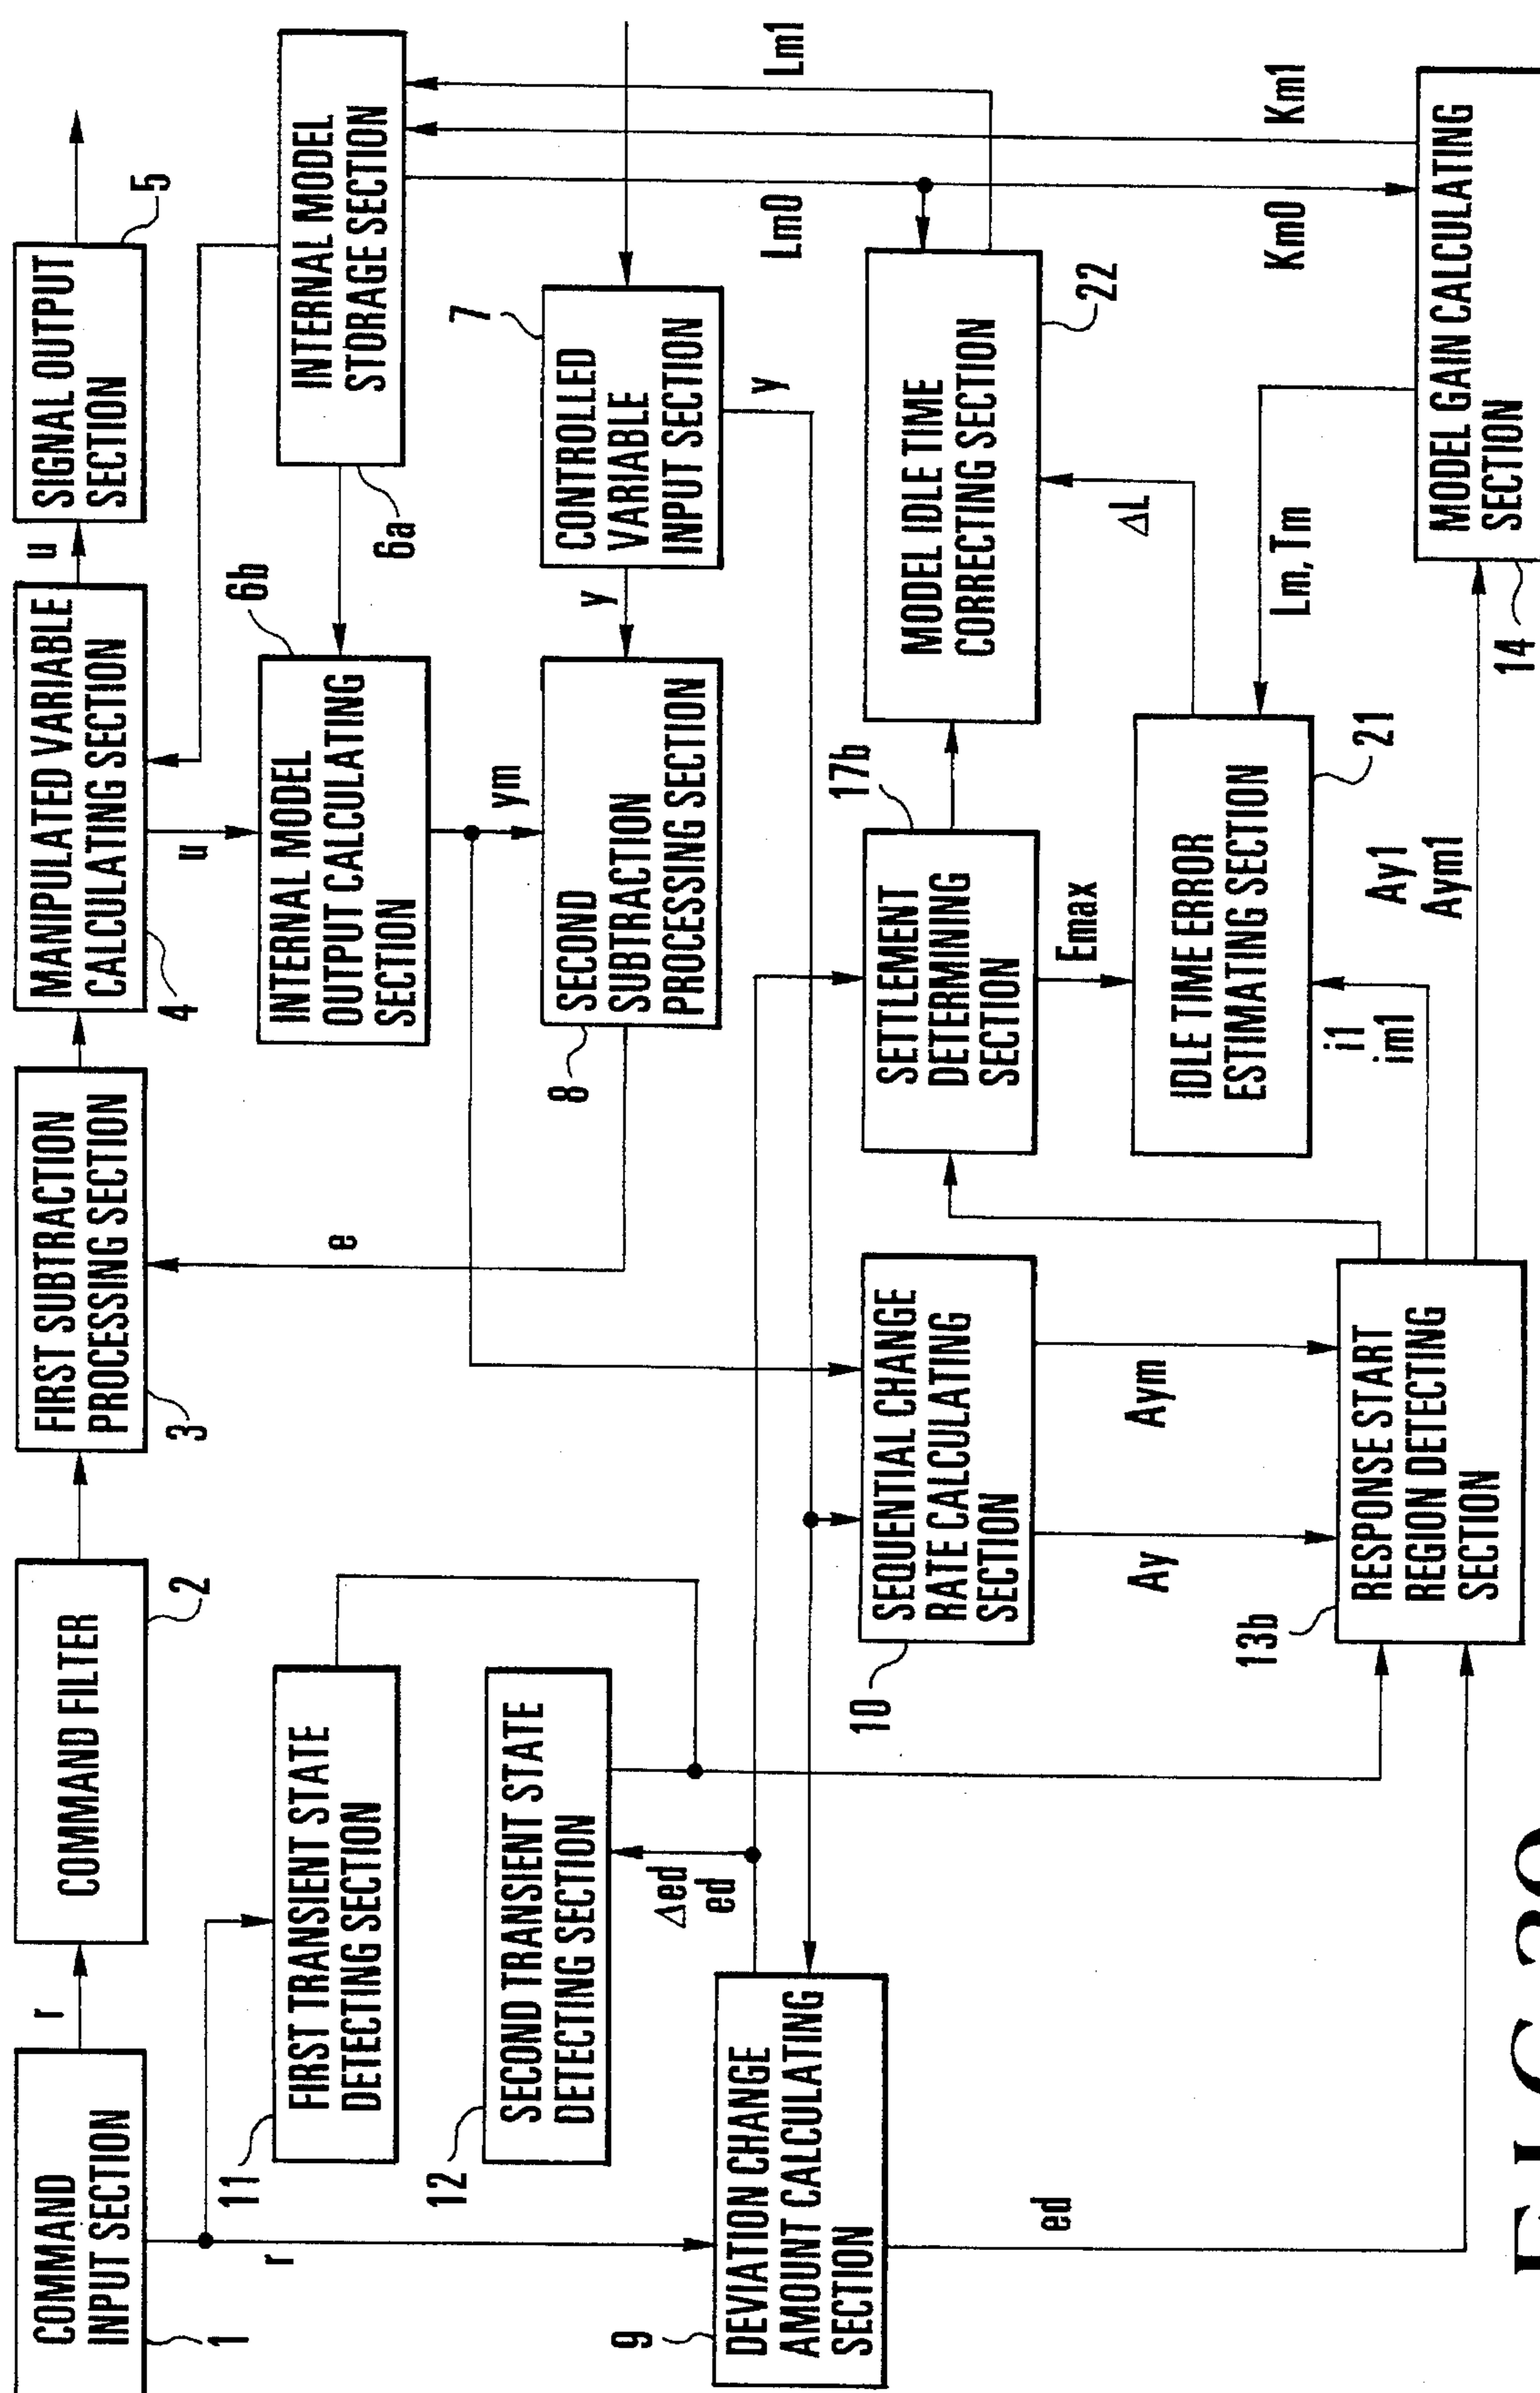 COMMAND
INPUT SECTION
1
r
COMMAND FILTER
2
FIRST SUBTRACTION
PROCESSING SECTION
3
MANIPULATED VARIABLE
CALCULATING SECTION
4
u
SIGNAL OUTPUT
SECTION
5
r
11
FIRST TRANSIENT STATE
DETECTING SECTION
e
u
6b
INTERNAL MODEL
OUTPUT CALCULATING
SECTION
6a
INTERNAL MODEL
STORAGE SECTION
12
SECOND TRANSIENT STATE
DETECTING SECTION
Δed
ed
ym
8
SECOND
SUBTRACTION
PROCESSING SECTION
y
7
CONTROLLED
VARIABLE
INPUT SECTION
y
9
DEVIATION CHANGE
AMOUNT CALCULATING
SECTION
ed
10
SEQUENTIAL CHANGE
RATE CALCULATING
SECTION
Ay
Aym
17b
SETTLEMENT
DETERMINING
SECTION
Emax
Lm0
Lm1
MODEL IDLE TIME
CORRECTING SECTION
22
ΔL
IDLE TIME ERROR
ESTIMATING SECTION
21
Lm,Tm
Km0
Km1
13b
RESPONSE START
REGION DETECTING
SECTION
i1
im1
Ay1
Aym1
14
MODEL GAIN CALCULATING
SECTION